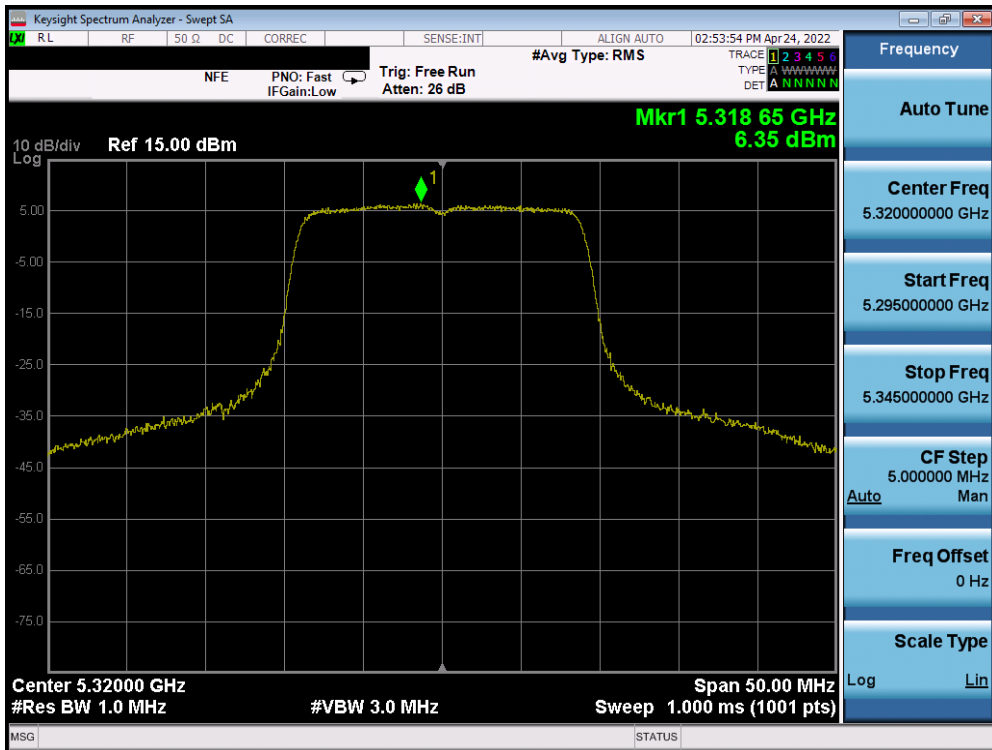 Keysight Spectrum Analyzer - Swept SA
LXI RL RF 50 Ω DC CORREC SENSE:INT ALIGN AUTO 02:53:54 PM Apr 24, 2022
#Avg Type: RMS
TRACE 1 2 3 4 5 6
NFE PNO: Fast Trig: Free Run
TYPE A WWWWW
IFGain:Low Atten: 26 dB
DET A N N N N N
Mkr1 5.318 65 GHz
6.35 dBm
10 dB/div Ref 15.00 dBm
Log
1
5.00
-5.00
-15.0
-25.0
-35.0
-45.0
-55.0
-65.0
-75.0
Center 5.32000 GHz Span 50.00 MHz
#Res BW 1.0 MHz #VBW 3.0 MHz Sweep 1.000 ms (1001 pts)
MSG STATUS
Frequency
Auto Tune
Center Freq
5.320000000 GHz
Start Freq
5.295000000 GHz
Stop Freq
5.345000000 GHz
CF Step
5.000000 MHz
Auto Man
Freq Offset
0 Hz
Scale Type
Log Lin